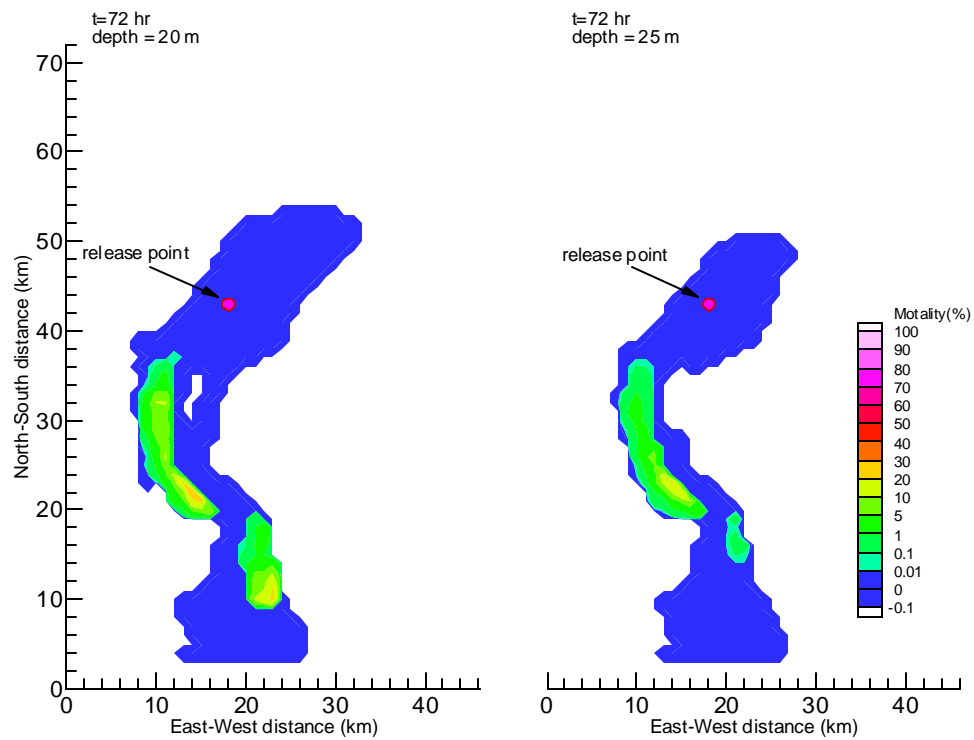 t=72 hr
depth = 20 m
t=72 hr
depth = 25 m
70
60
50
40
30
20
10
0
North-South distance (km)
release point
release point
Motality(%)
100
90
80
70
60
50
40
30
20
10
5
1
0.1
0.01
0
-0.1
0 10 20 30 40
East-West distance (km)
0 10 20 30 40
East-West distance (km)